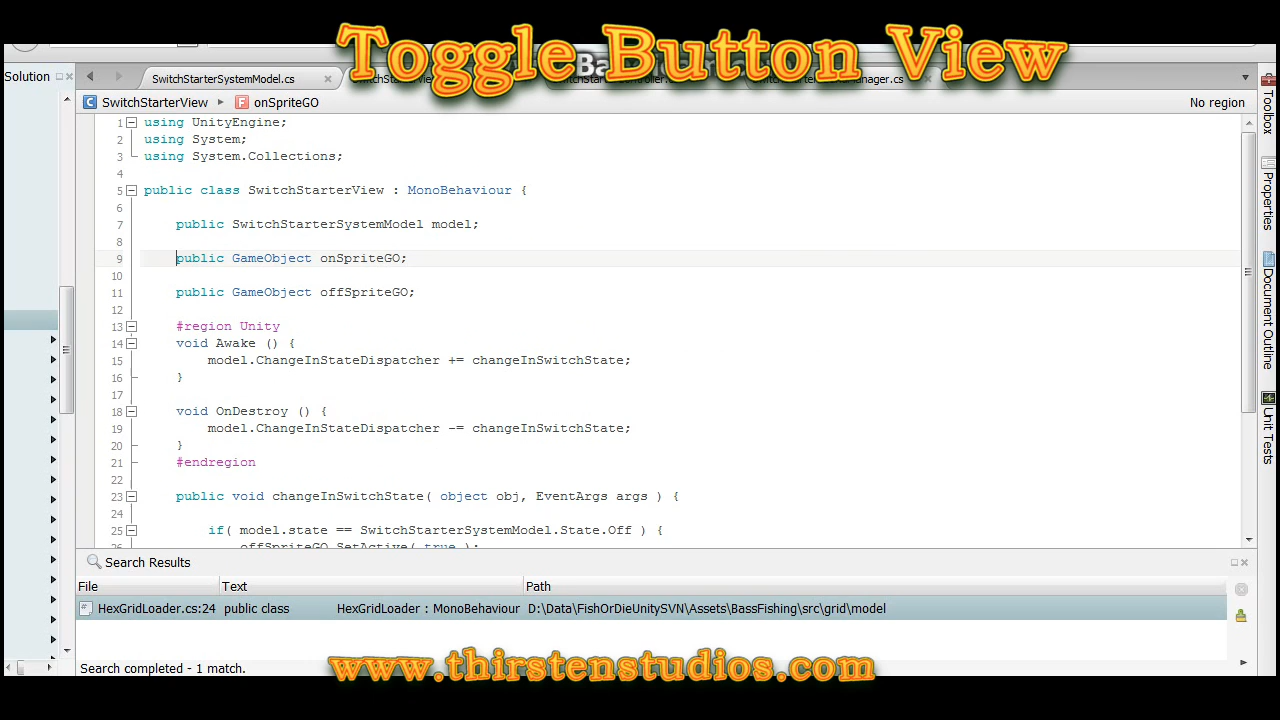 Toggle Button View
Solution
SwitchStarterSystemModel.cs
SwitchStarterView
onSpriteGO
No region
1 using UnityEngine;
2 using System;
3 using System.Collections;
4
5 public class SwitchStarterView : MonoBehaviour {
6
7 public SwitchStarterSystemModel model;
8
9 public GameObject onSpriteGO;
10
11 public GameObject offSpriteGO;
12
13 #region Unity
14 void Awake () {
15 model.ChangeInStateDispatcher += changeInSwitchState;
16 }
17
18 void OnDestroy () {
19 model.ChangeInStateDispatcher -= changeInSwitchState;
20 }
21 #endregion
22
23 public void changeInSwitchState( object obj, EventArgs args ) {
24
25 if( model.state == SwitchStarterSystemModel.State.Off ) {
26 offSpriteGO.SetActive( true );
Toolbox
Properties
Document Outline
Unit Tests
Search Results
File Text Path
HexGridLoader.cs:24 public class HexGridLoader : MonoBehaviour D:\Data\FishOrDieUnitySVN\Assets\BassFishing\src\grid\model
Search completed - 1 match.
www.thirstenstudios.com